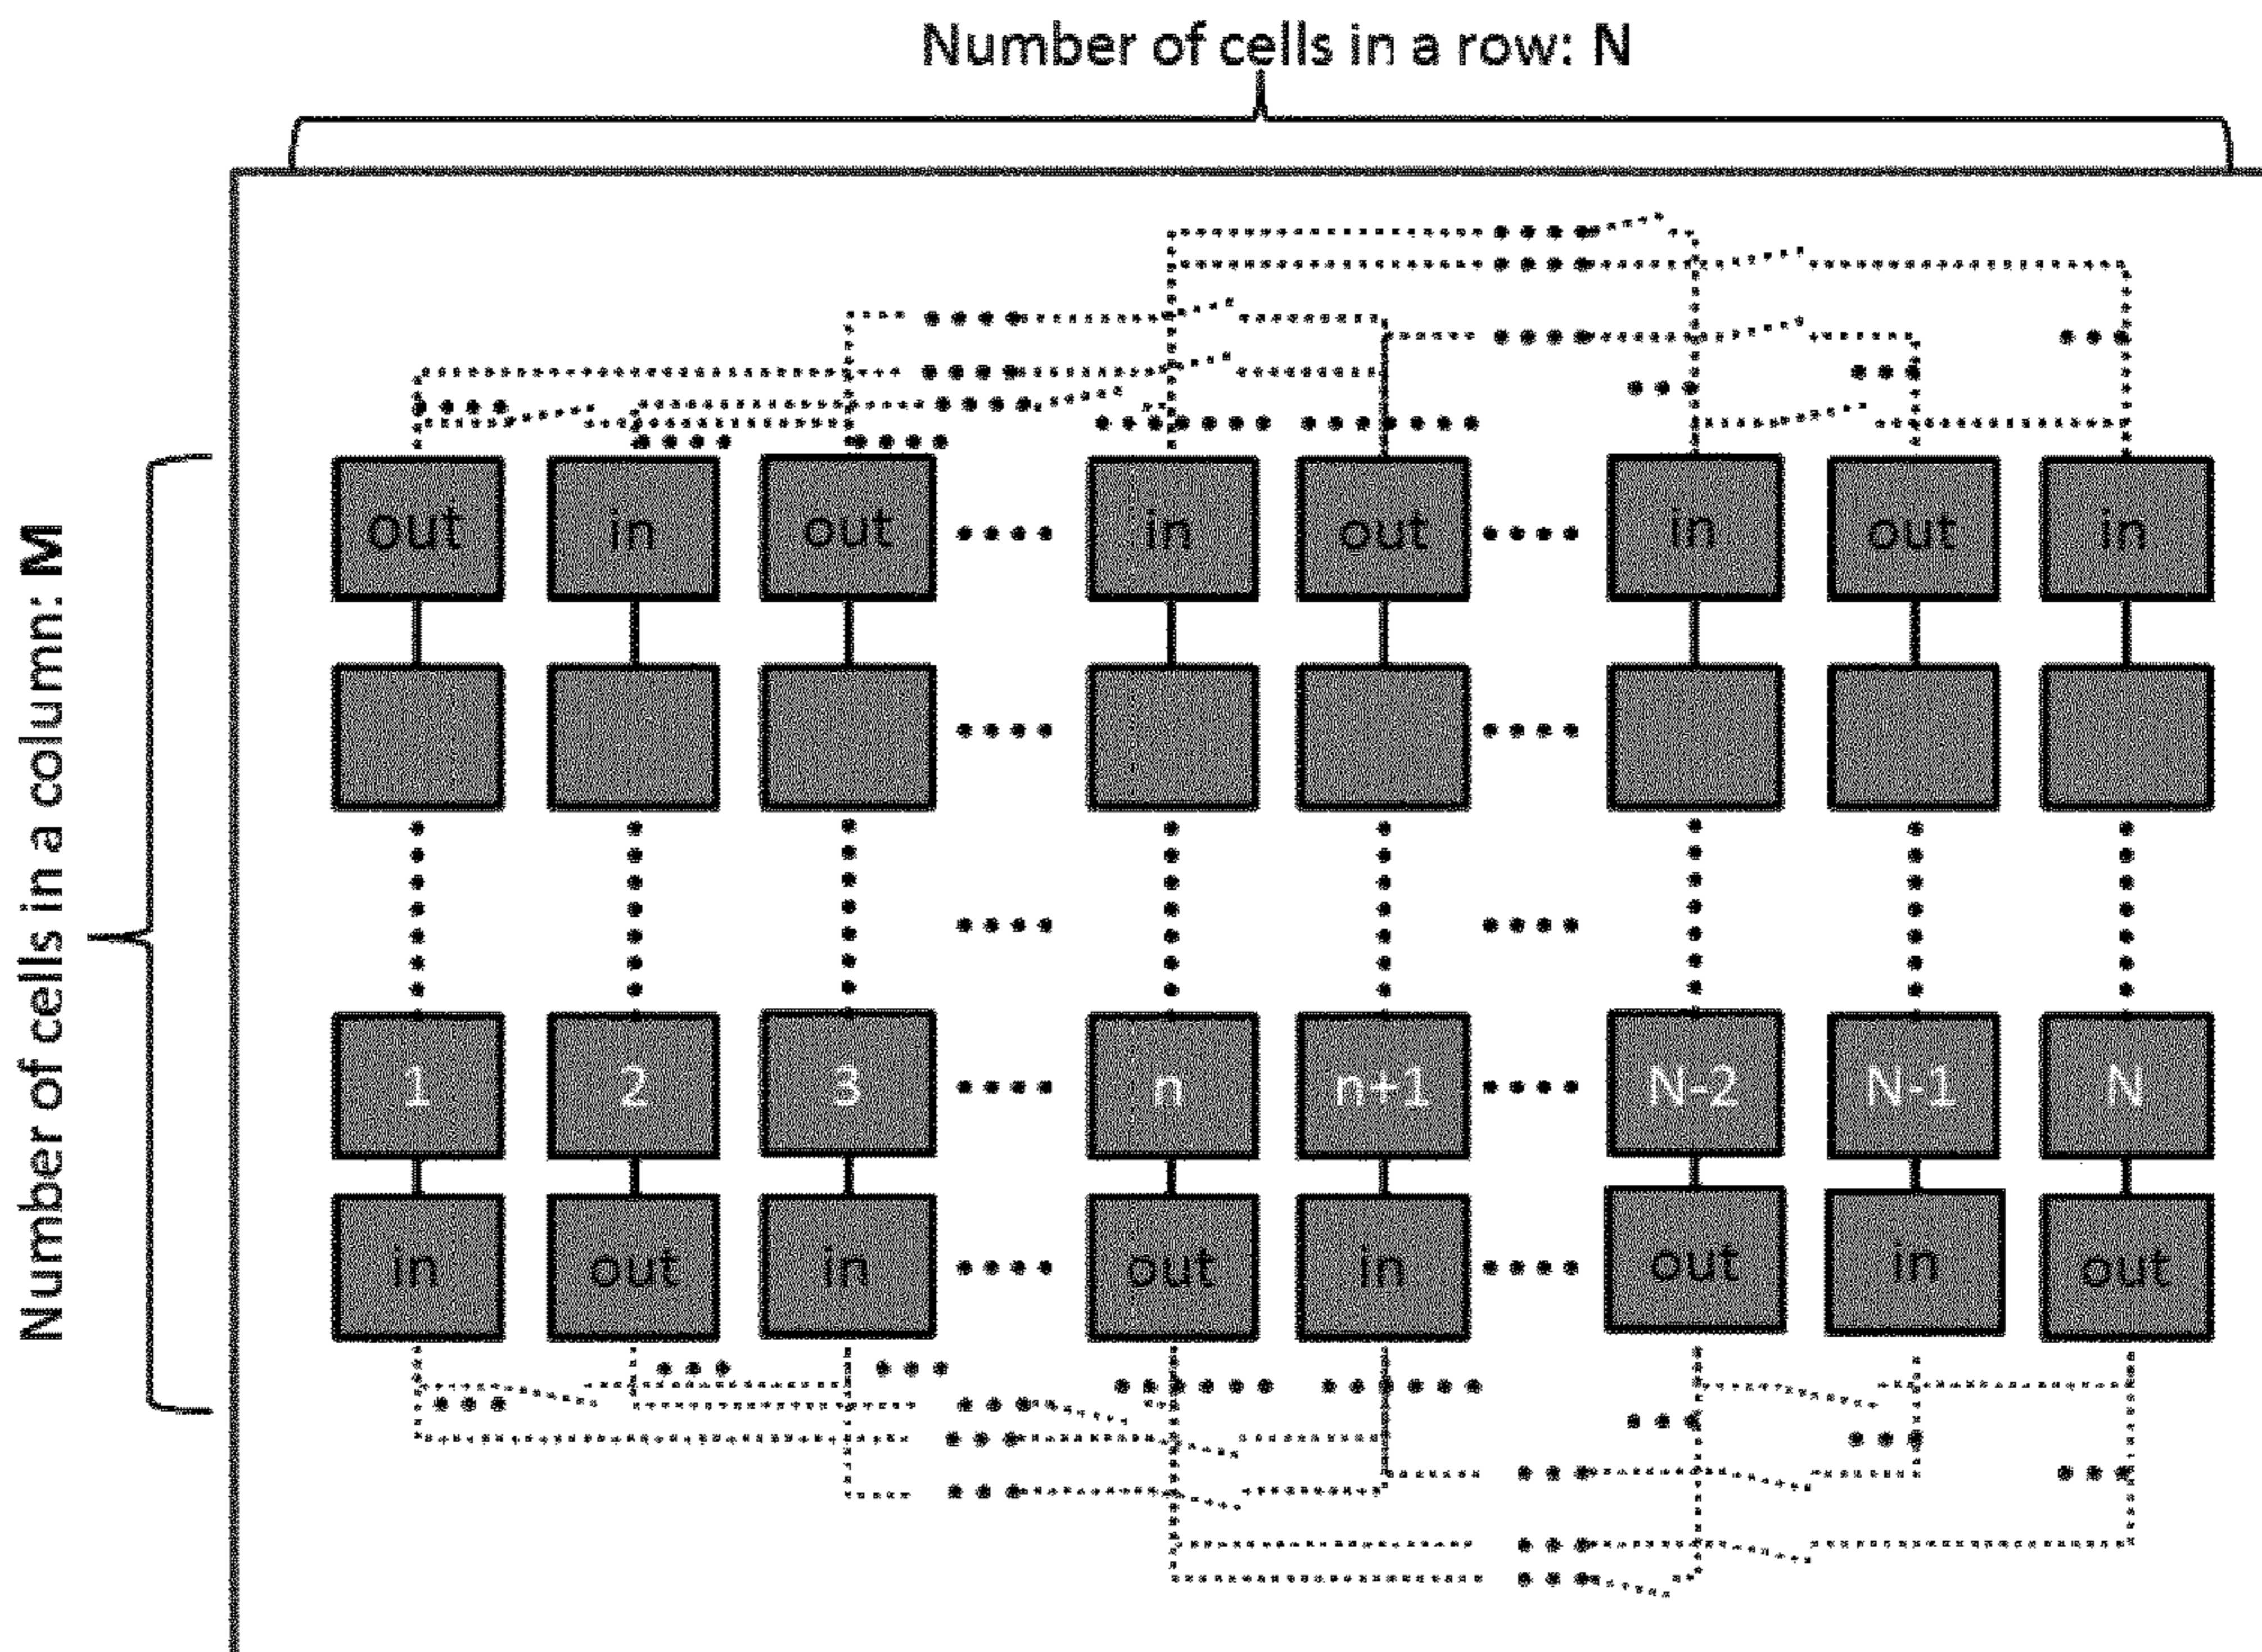 Number of cells in a row: N
Number of cells in a column: M
out in out in out in out in
1 2 3 n n+1 N-2 N-1 N
in out in out in out in out